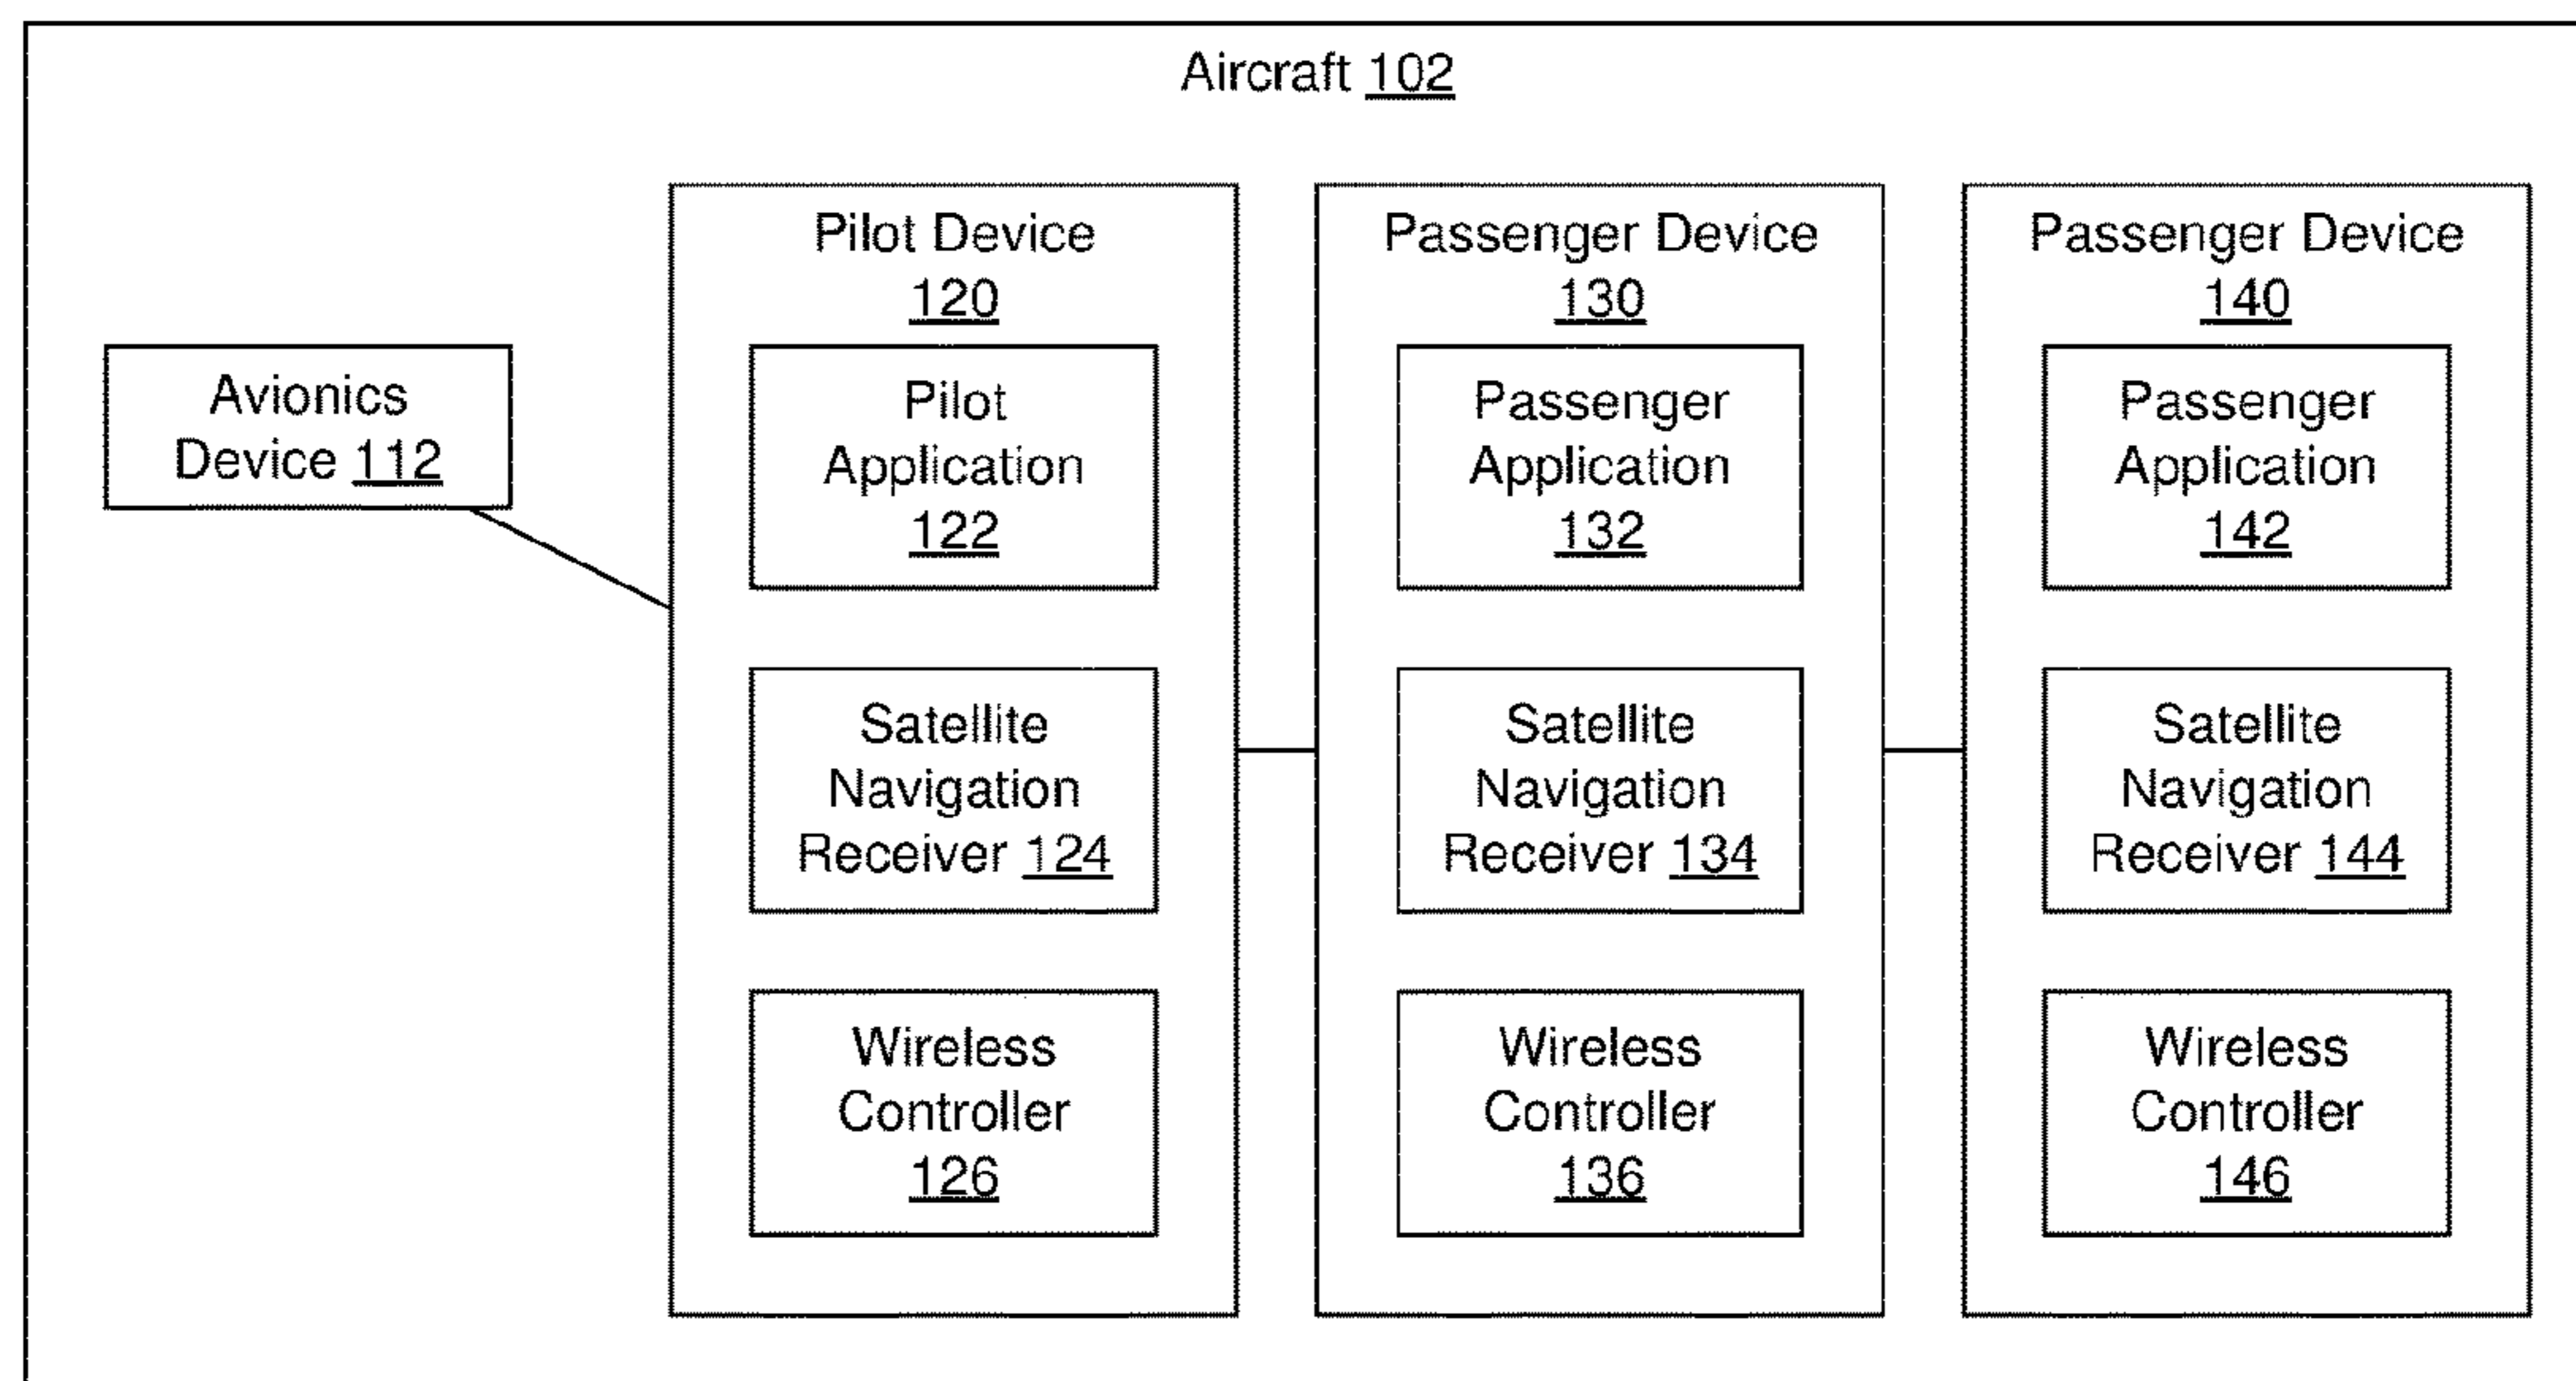 Aircraft 102
Avionics
Device 112
Pilot Device
120
Pilot
Application
122
Satellite
Navigation
Receiver 124
Wireless
Controller
126
Passenger Device
130
Passenger
Application
132
Satellite
Navigation
Receiver 134
Wireless
Controller
136
Passenger Device
140
Passenger
Application
142
Satellite
Navigation
Receiver 144
Wireless
Controller
146